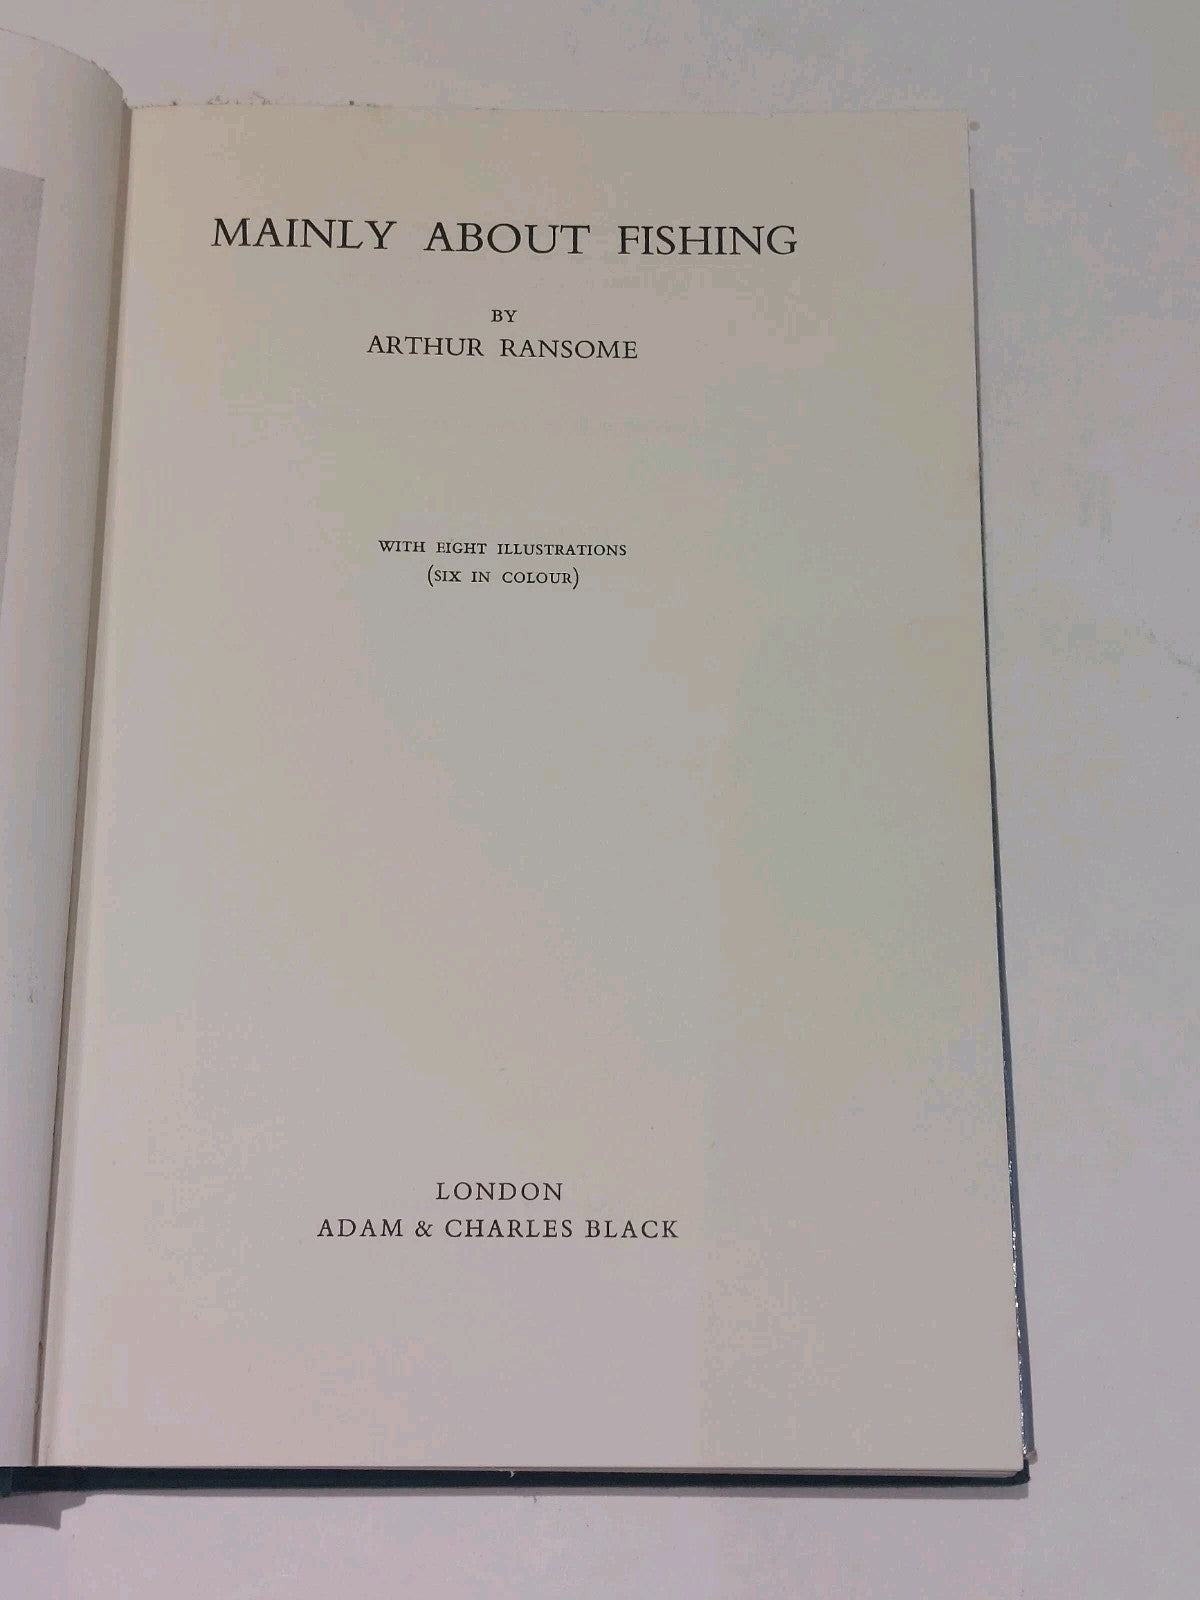 MAINLY ABOUT FISHING
BY
ARTHUR RANSOME
WITH EIGHT ILLUSTRATIONS
(SIX IN COLOUR)
LONDON
ADAM & CHARLES BLACK